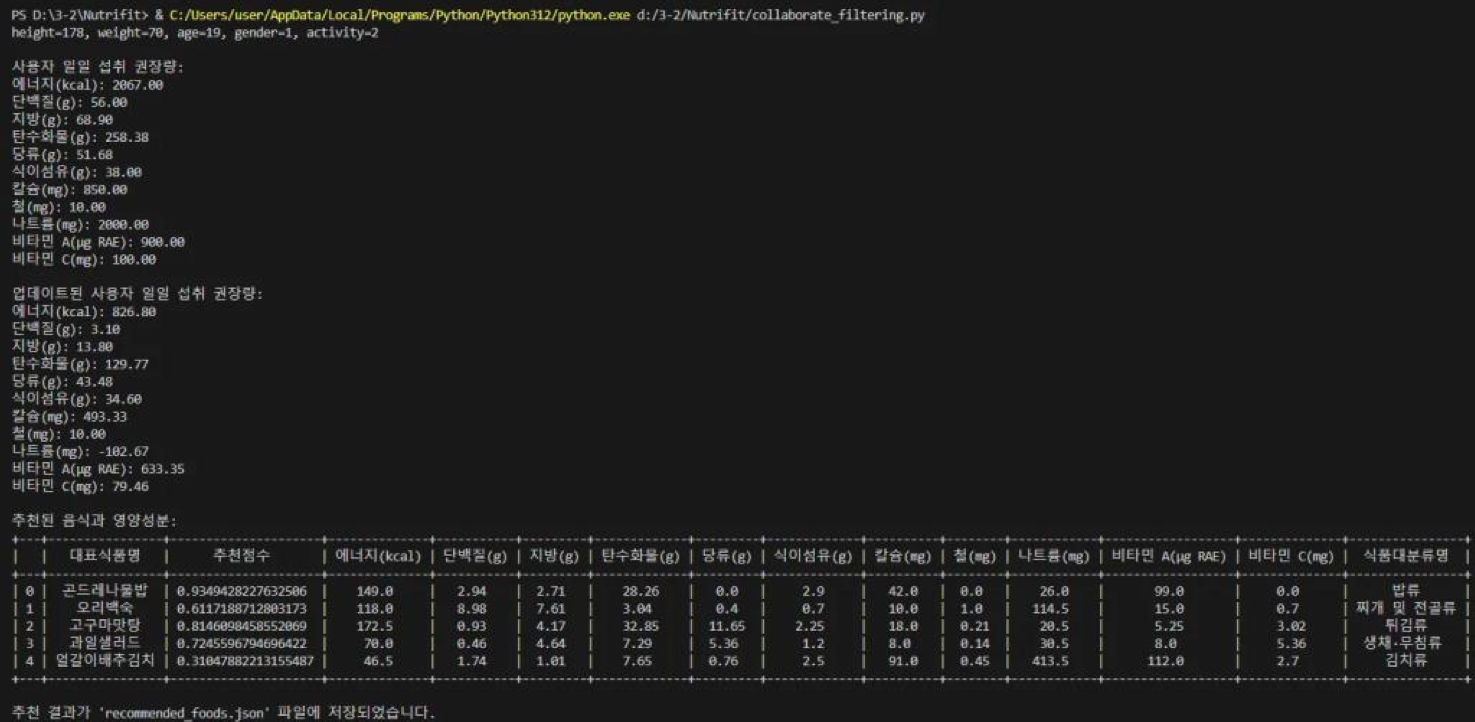 PS D:\3-2\Nutrifit> & C:/Users/user/AppData/Local/Programs/Python/Python312/python.exe d:/3-2/Nutrifit/collaborate_filtering.py
height=178, weight=70, age=19, gender=1, activity=2
사용자 일일 섭취 권장량:
에너지(kcal): 2067.00
단백질(g): 56.00
지방(g): 68.90
탄수화물(g): 258.38
당류(g): 51.68
식이섬유(g): 38.00
칼슘(mg): 850.00
철(mg): 10.00
나트륨(mg): 2000.00
비타민 A(μg RAE): 900.00
비타민 C(mg): 100.00
업데이트된 사용자 일일 섭취 권장량:
에너지(kcal): 826.80
단백질(g): 3.10
지방(g): 13.80
탄수화물(g): 129.77
당류(g): 43.48
식이섬유(g): 34.60
칼슘(mg): 493.33
철(mg): 10.00
나트륨(mg): -102.67
비타민 A(μg RAE): 633.35
비타민 C(mg): 79.46
추천된 음식과 영양성분:
| | 대표식품명 | 추천점수 | 에너지(kcal) | 단백질(g) | 지방(g) | 탄수화물(g) | 당류(g) | 식이섬유(g) | 칼슘(mg) | 철(mg) | 나트륨(mg) | 비타민 A(μg RAE) | 비타민 C(mg) | 식품대분류명 |
| 0 | 곤드레나물밥 | 0.9349428227632506 | 149.0 | 2.94 | 2.71 | 28.26 | 0.0 | 2.9 | 42.0 | 0.0 | 26.0 | 99.0 | 0.0 | 밥류 |
| 1 | 오리백숙 | 0.6117188712803173 | 118.0 | 8.98 | 7.61 | 3.04 | 0.4 | 0.7 | 10.0 | 1.0 | 114.5 | 15.0 | 0.7 | 찌개 및 전골류 |
| 2 | 고구마맛탕 | 0.8146098458552069 | 172.5 | 0.93 | 4.17 | 32.85 | 11.65 | 2.25 | 18.0 | 0.21 | 20.5 | 5.25 | 3.02 | 튀김류 |
| 3 | 과일샐러드 | 0.7245596794696422 | 70.0 | 0.46 | 4.64 | 7.29 | 5.36 | 1.2 | 8.0 | 0.14 | 30.5 | 8.0 | 5.36 | 생채·무침류 |
| 4 | 얼갈이배추김치 | 0.31047882213155487 | 46.5 | 1.74 | 1.01 | 7.65 | 0.76 | 2.5 | 91.0 | 0.45 | 413.5 | 112.0 | 2.7 | 김치류 |
추천 결과가 'recommended_foods.json' 파일에 저장되었습니다.